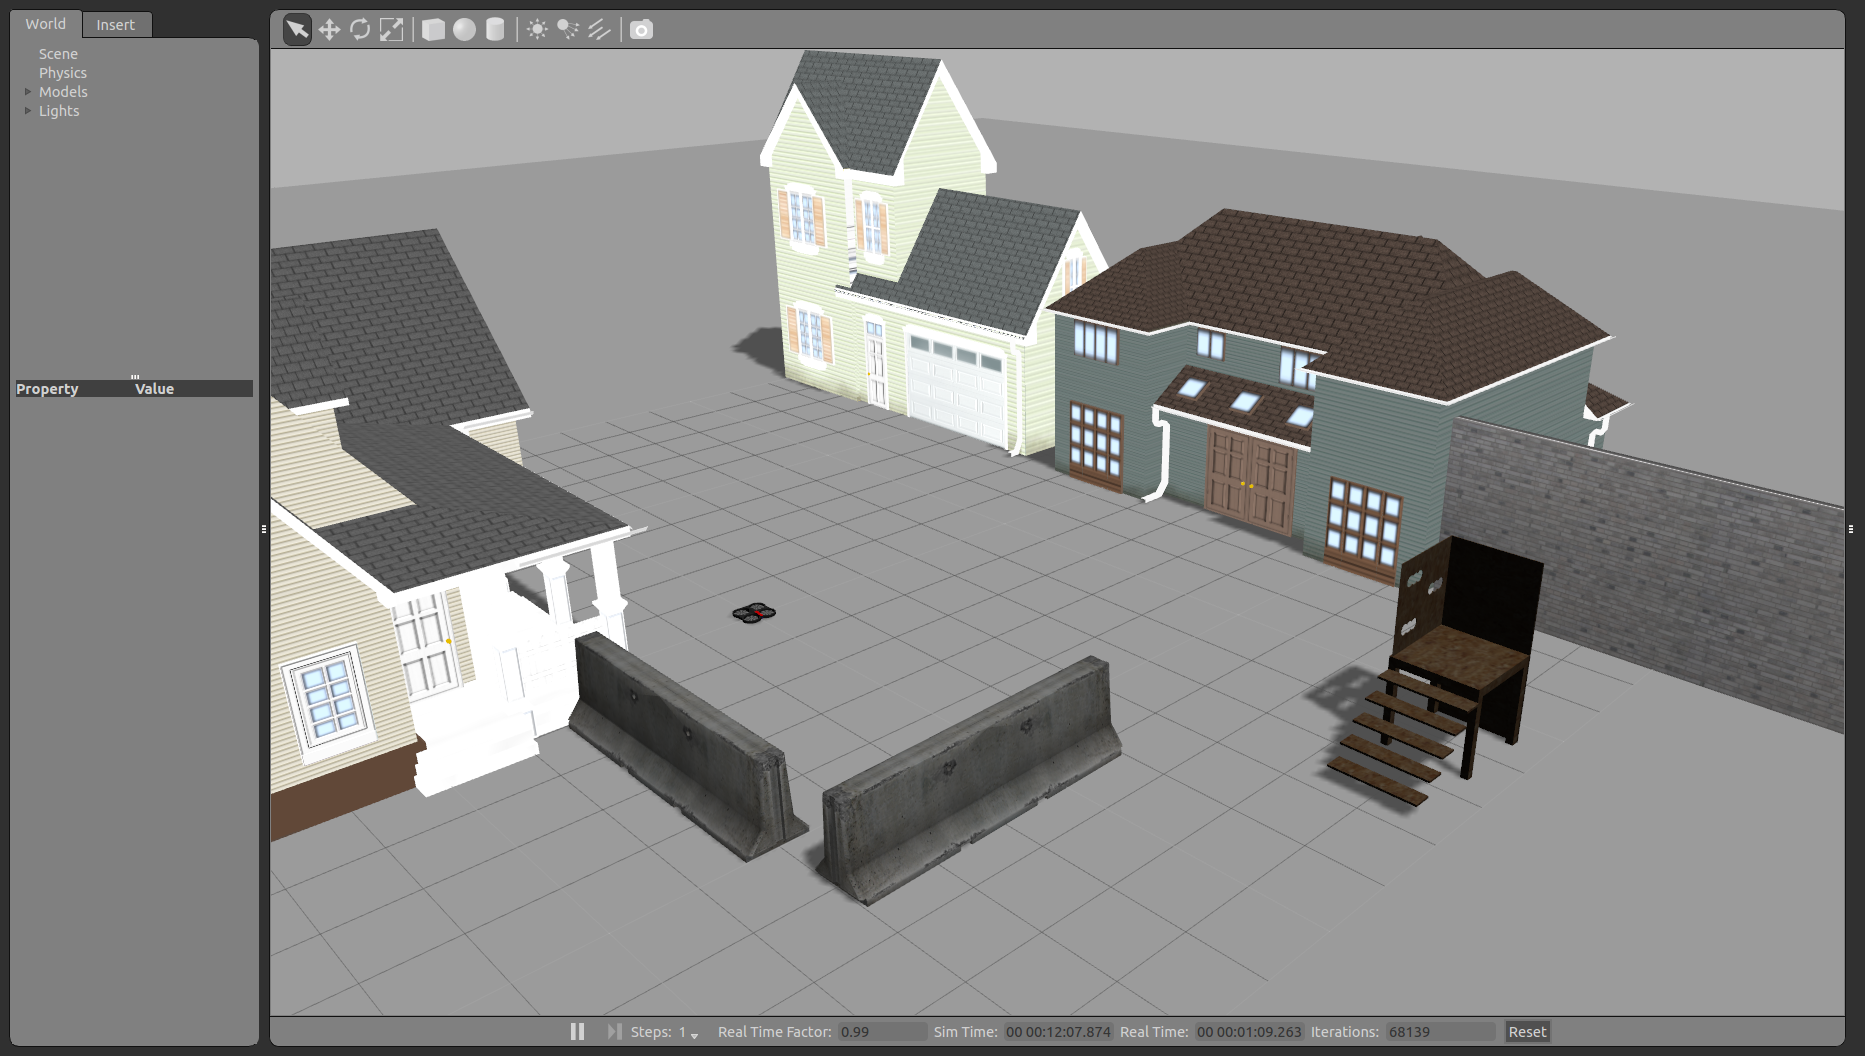 World
Insert
Scene
Physics
Models
Lights
Property Value
Steps: 1 Real Time Factor: 0.99 Sim Time: 00 00:12:07.874 Real Time: 00 00:01:09.263 Iterations: 68139 Reset